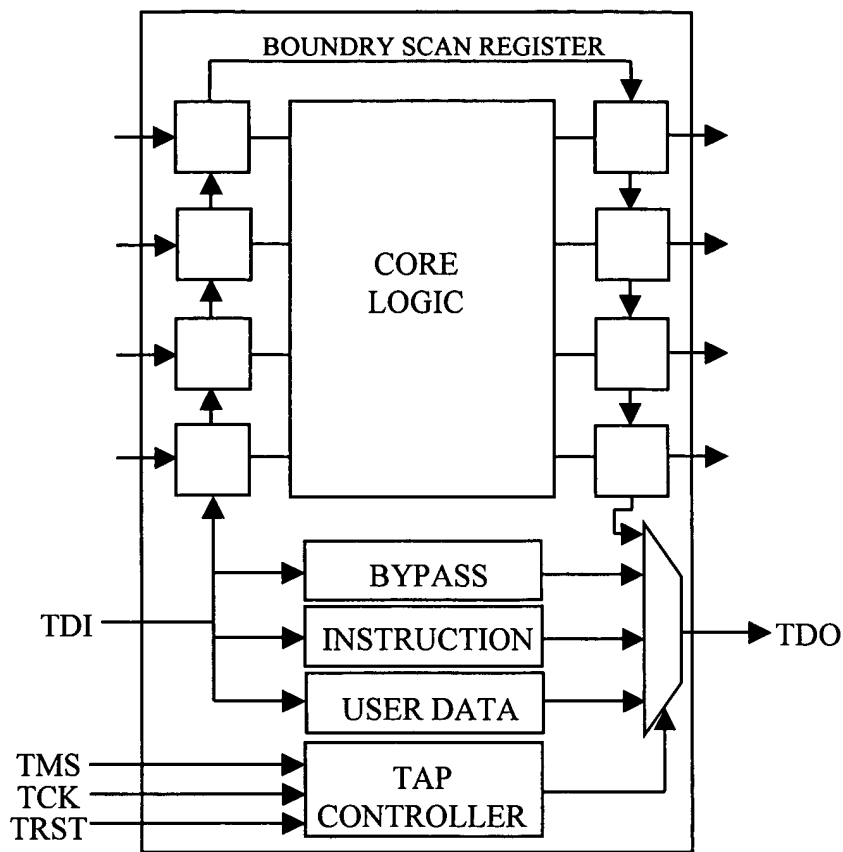 BOUNDRY SCAN REGISTER
CORE
LOGIC
BYPASS
TDI
INSTRUCTION
TDO
USER DATA
TMS
TCK
TRST
TAP
CONTROLLER